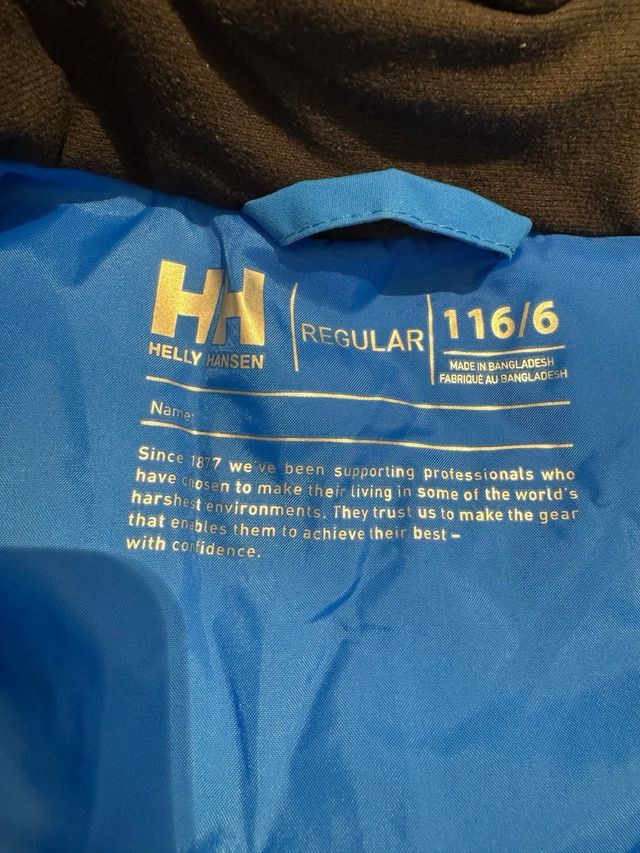 HH
HELLY HANSEN
REGULAR
116/6
MADE IN BANGLADESH
FABRIQUÉ AU BANGLADESH
Name:
Since 1877 we've been supporting professionals who
have chosen to make their living in some of the world's
harshest environments. They trust us to make the gear
that enables them to achieve their best –
with confidence.